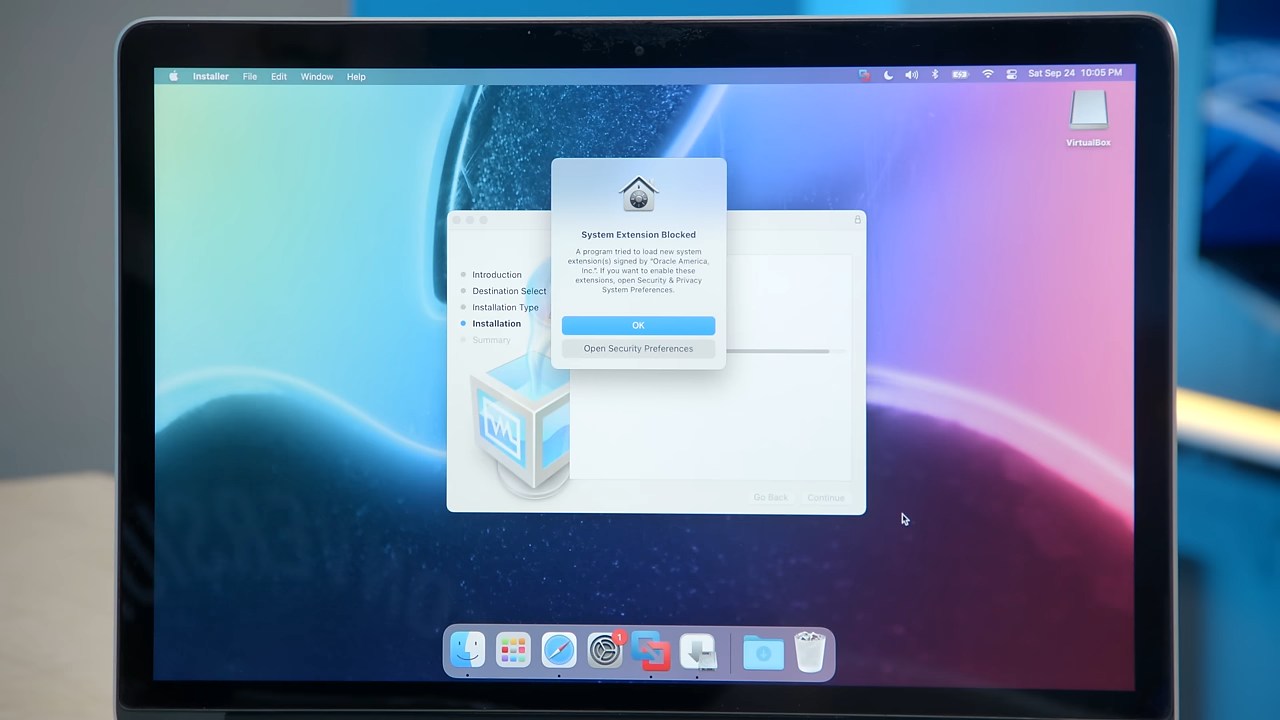 Installer File Edit Window Help Sat Sep 24 10:05 PM
VirtualBox
System Extension Blocked
A program tried to load new system
extension(s) signed by "Oracle America,
Inc.". If you want to enable these
extensions, open Security & Privacy
System Preferences.
OK
Open Security Preferences
Introduction
Destination Select
Installation Type
Installation
Summary
Go Back Continue
1